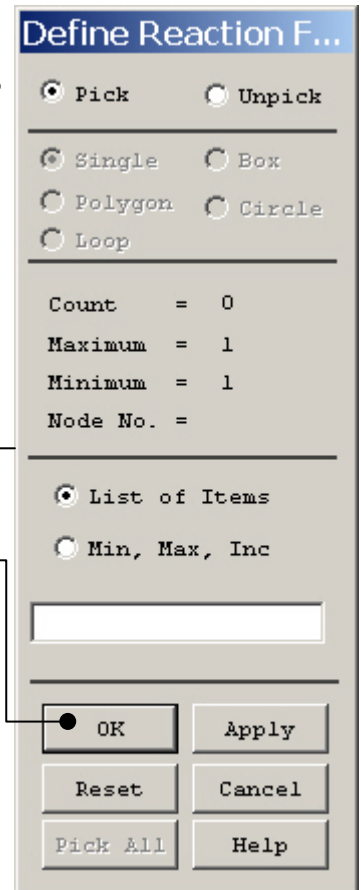 Define Reaction F...
Pick Unpick
Single Box
Polygon Circle
Loop
Count = 0
Maximum = 1
Minimum = 1
Node No. =
List of Items
Min, Max, Inc
OK Apply
Reset Cancel
Pick All Help